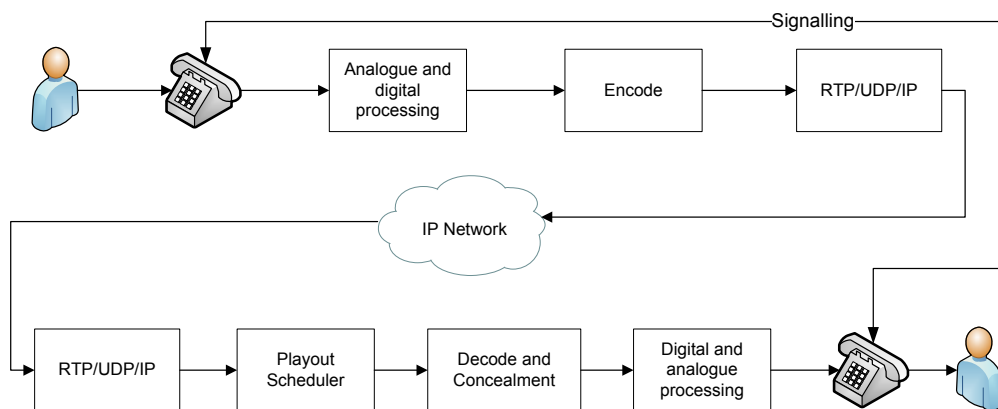 Signalling
Analogue and
digital
processing
Encode
RTP/UDP/IP
IP Network
RTP/UDP/IP
Playout
Scheduler
Decode and
Concealment
Digital and
analogue
processing